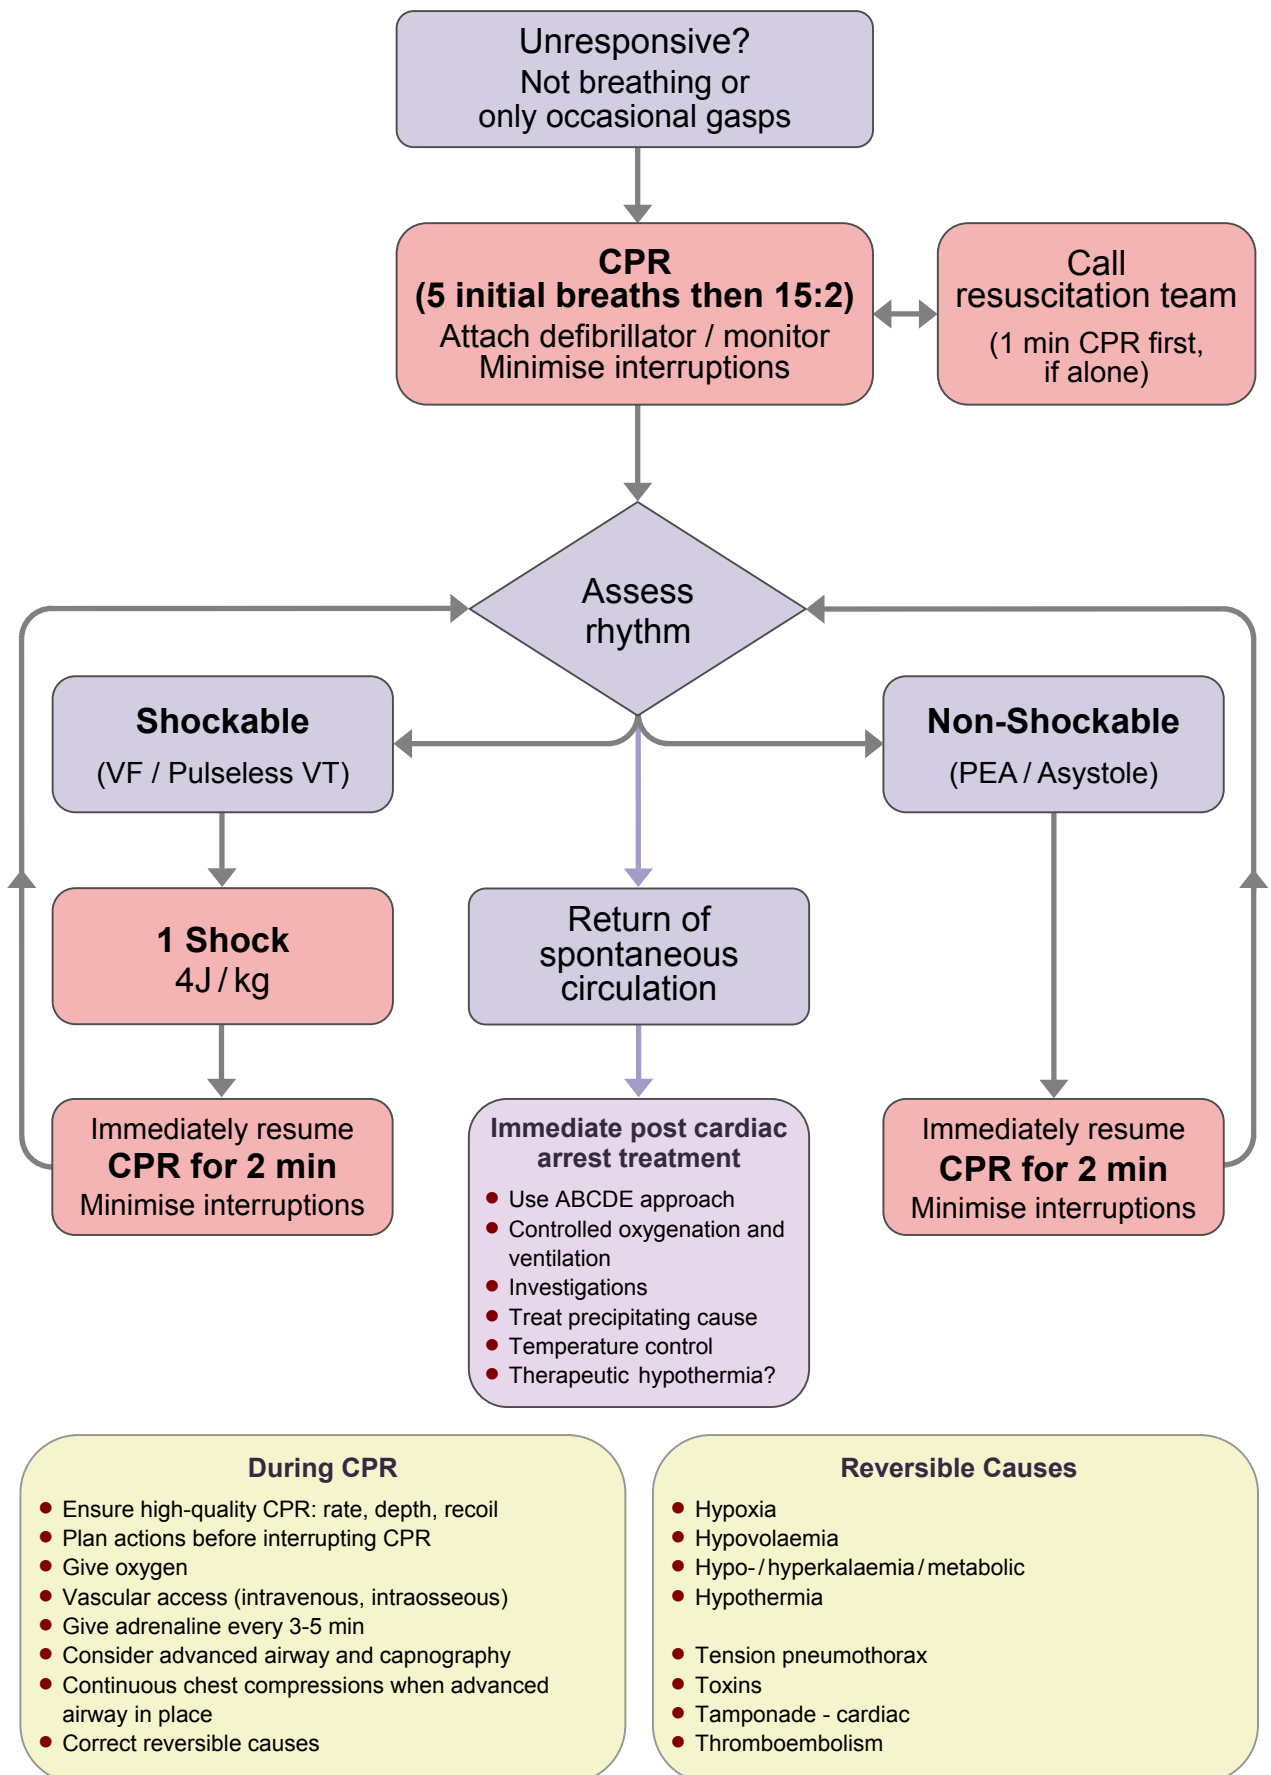 Unresponsive?
Not breathing or
only occasional gasps
CPR
(5 initial breaths then 15:2)
Attach defibrillator / monitor
Minimise interruptions
Call
resuscitation team
(1 min CPR first,
if alone)
Assess
rhythm
Shockable
(VF / Pulseless VT)
Non-Shockable
(PEA / Asystole)
1 Shock
4J / kg
Return of
spontaneous
circulation
Immediately resume
CPR for 2 min
Minimise interruptions
Immediate post cardiac
arrest treatment
● Use ABCDE approach
● Controlled oxygenation and
ventilation
● Investigations
● Treat precipitating cause
● Temperature control
● Therapeutic hypothermia?
Immediately resume
CPR for 2 min
Minimise interruptions
During CPR
● Ensure high-quality CPR: rate, depth, recoil
● Plan actions before interrupting CPR
● Give oxygen
● Vascular access (intravenous, intraosseous)
● Give adrenaline every 3-5 min
● Consider advanced airway and capnography
● Continuous chest compressions when advanced
airway in place
● Correct reversible causes
Reversible Causes
● Hypoxia
● Hypovolaemia
● Hypo- / hyperkalaemia / metabolic
● Hypothermia
● Tension pneumothorax
● Toxins
● Tamponade - cardiac
● Thromboembolism